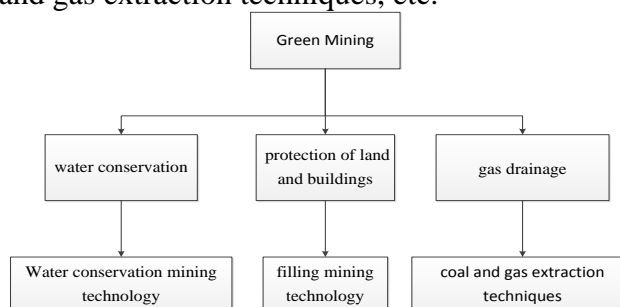 and gas extraction techniques, etc.
Green Mining
water conservation
protection of land
and buildings
gas drainage
Water conservation mining
technology
filling mining
technology
coal and gas extraction
techniques